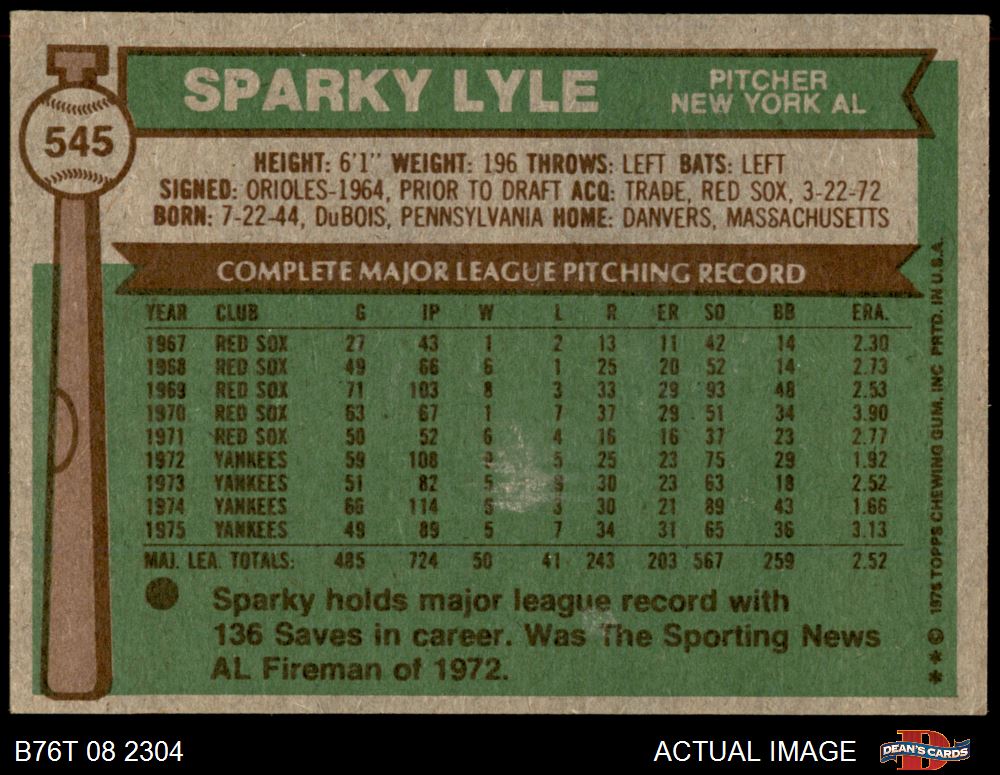 545
SPARKY LYLE
PITCHER
NEW YORK AL
HEIGHT: 6'1" WEIGHT: 196 THROWS: LEFT BATS: LEFT
SIGNED: ORIOLES-1964, PRIOR TO DRAFT ACQ: TRADE, RED SOX, 3-22-72
BORN: 7-22-44, DuBOIS, PENNSYLVANIA HOME: DANVERS, MASSACHUSETTS
COMPLETE MAJOR LEAGUE PITCHING RECORD
YEAR CLUB G IP W L R ER SO BB ERA.
1967 RED SOX 27 43 1 2 13 11 42 14 2.30
1968 RED SOX 49 66 6 1 25 20 52 14 2.73
1969 RED SOX 71 103 8 3 33 29 93 48 2.53
1970 RED SOX 63 67 1 7 37 29 51 34 3.90
1971 RED SOX 50 52 6 4 16 16 37 23 2.77
1972 YANKEES 59 108 5 25 23 75 29 1.92
1973 YANKEES 51 82 5 9 30 23 63 18 2.52
1974 YANKEES 66 114 3 30 21 89 43 1.66
1975 YANKEES 49 89 5 7 34 31 65 36 3.13
MAJ. LEA. TOTALS: 485 724 50 41 243 203 567 259 2.52
Sparky holds major league record with
136 Saves in career. Was The Sporting News
AL Fireman of 1972.
*** © 1976 TOPPS CHEWING GUM, INC PRTD. IN U.S.A.
B76T 08 2304
ACTUAL IMAGE
D
DEAN'S CARDS